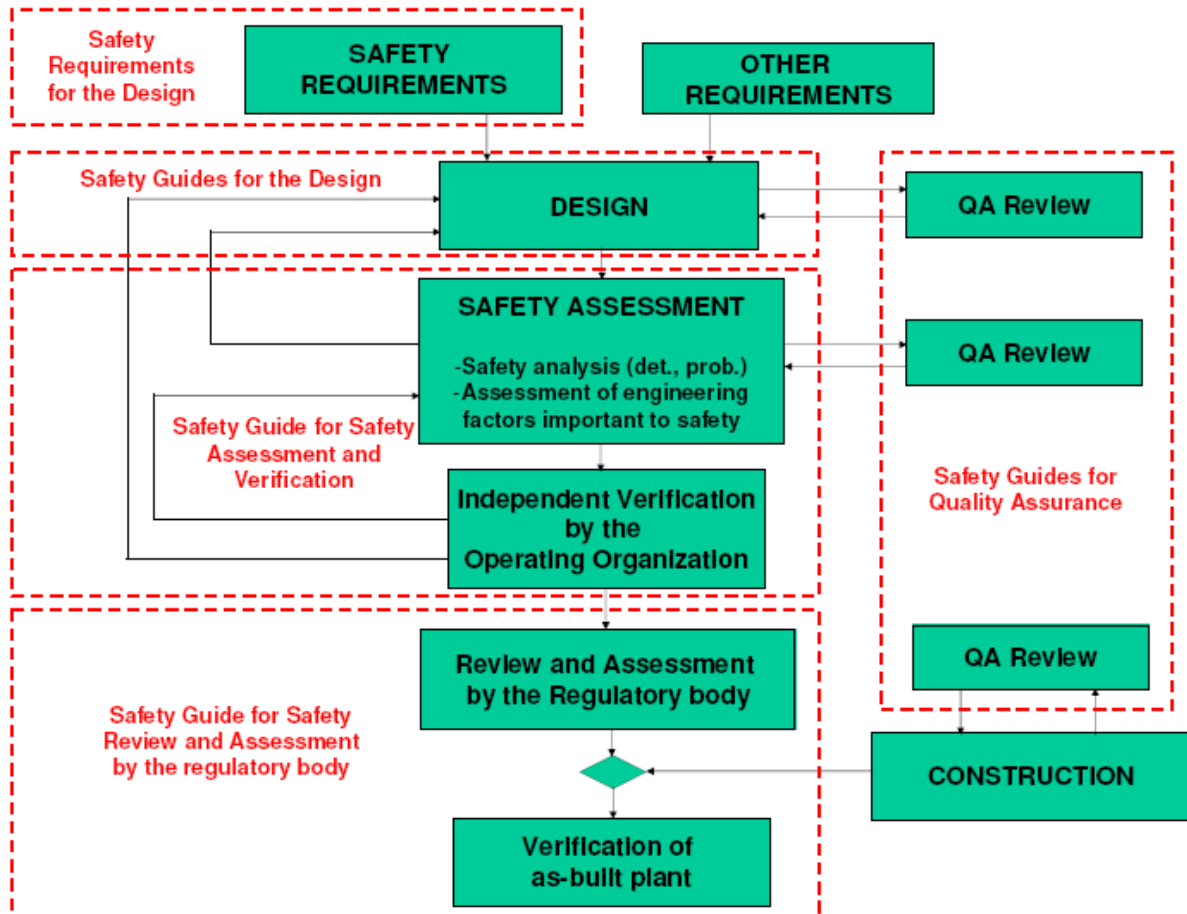 Safety
Requirements
for the Design
SAFETY
REQUIREMENTS
OTHER
REQUIREMENTS
Safety Guides for the Design
DESIGN
QA Review
SAFETY ASSESSMENT
-Safety analysis (det., prob.)
-Assessment of engineering
factors important to safety
QA Review
Safety Guide for Safety
Assessment and
Verification
Independent Verification
by the
Operating Organization
Safety Guides for
Quality Assurance
Review and Assessment
by the Regulatory body
QA Review
Safety Guide for Safety
Review and Assessment
by the regulatory body
CONSTRUCTION
Verification of
as-built plant